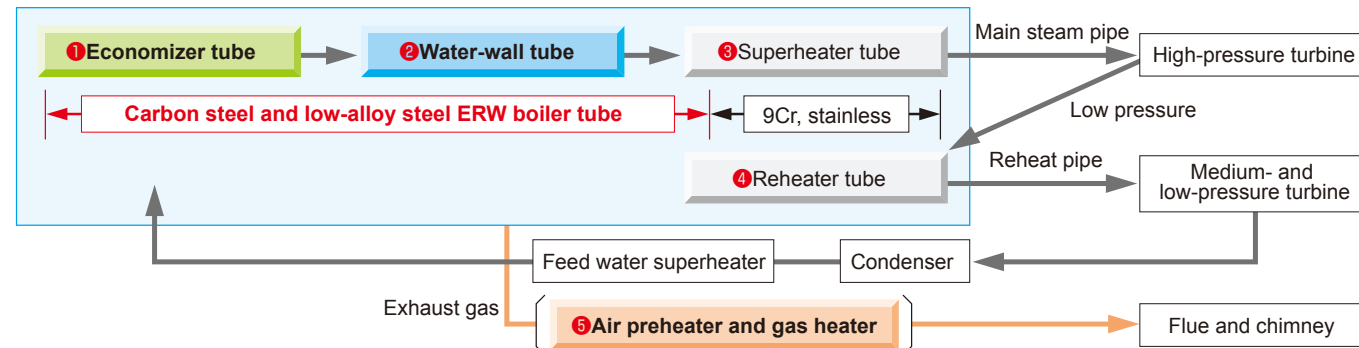 ❶Economizer tube
❷Water-wall tube
❸Superheater tube
Main steam pipe
High-pressure turbine
Carbon steel and low-alloy steel ERW boiler tube
9Cr, stainless
Low pressure
❹Reheater tube
Reheat pipe
Medium- and
low-pressure turbine
Feed water superheater
Condenser
Exhaust gas
❺Air preheater and gas heater
Flue and chimney